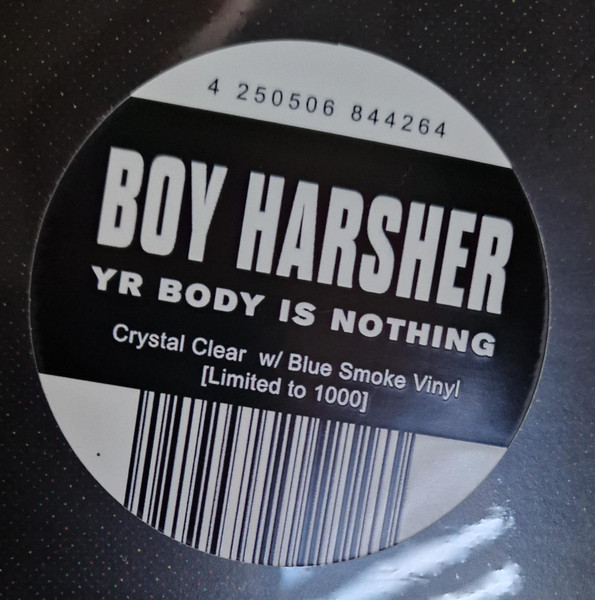 4 250506 844264
BOY HARSHER
YR BODY IS NOTHING
Crystal Clear w/ Blue Smoke Vinyl
[Limited to 1000]